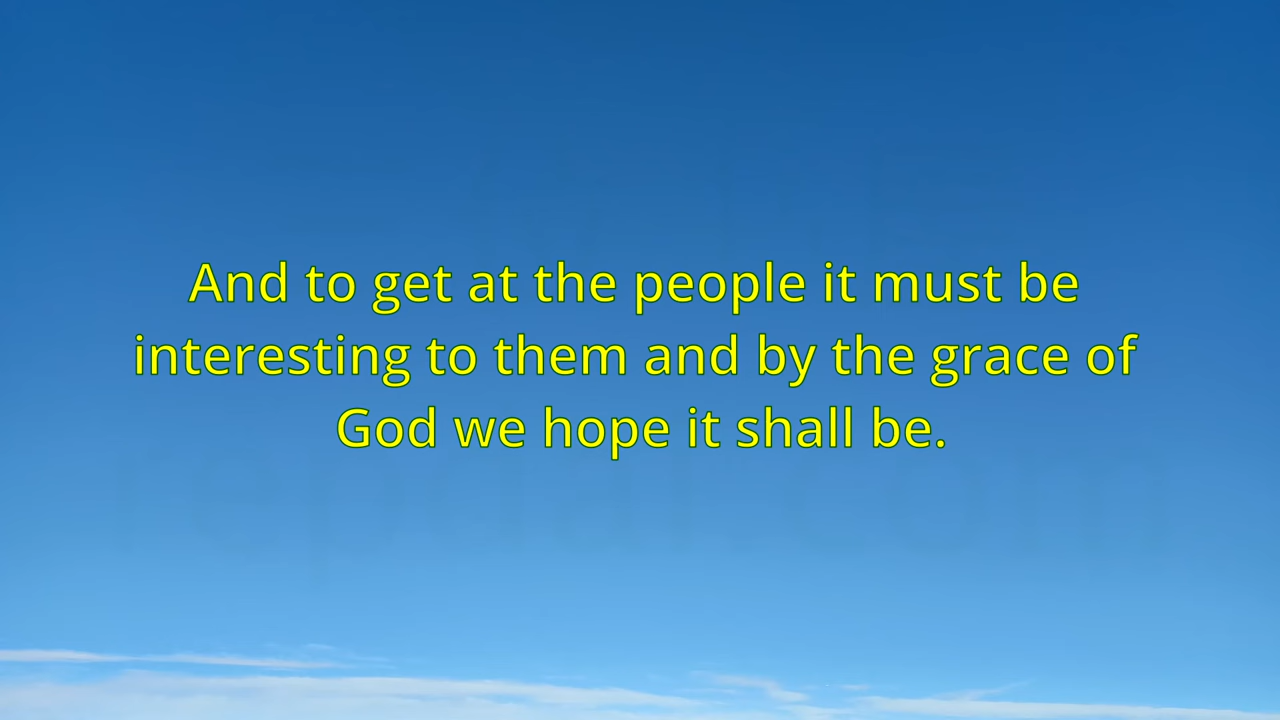 And to get at the people it must be
interesting to them and by the grace of
God we hope it shall be.